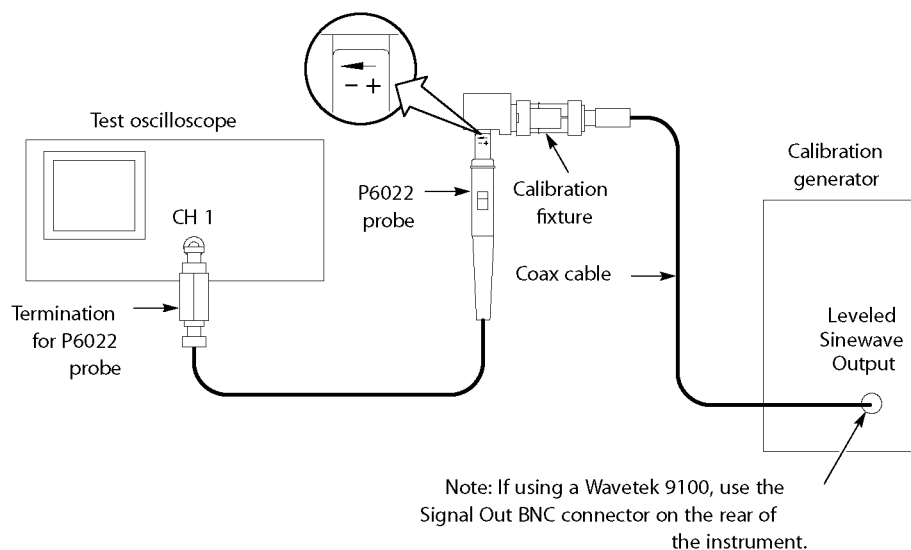 - +
Test oscilloscope
CH 1
Termination
for P6022
probe
P6022
probe
- +
Calibration
fixture
Coax cable
Calibration
generator
Leveled
Sinewave
Output
Note: If using a Wavetek 9100, use the
Signal Out BNC connector on the rear of
the instrument.